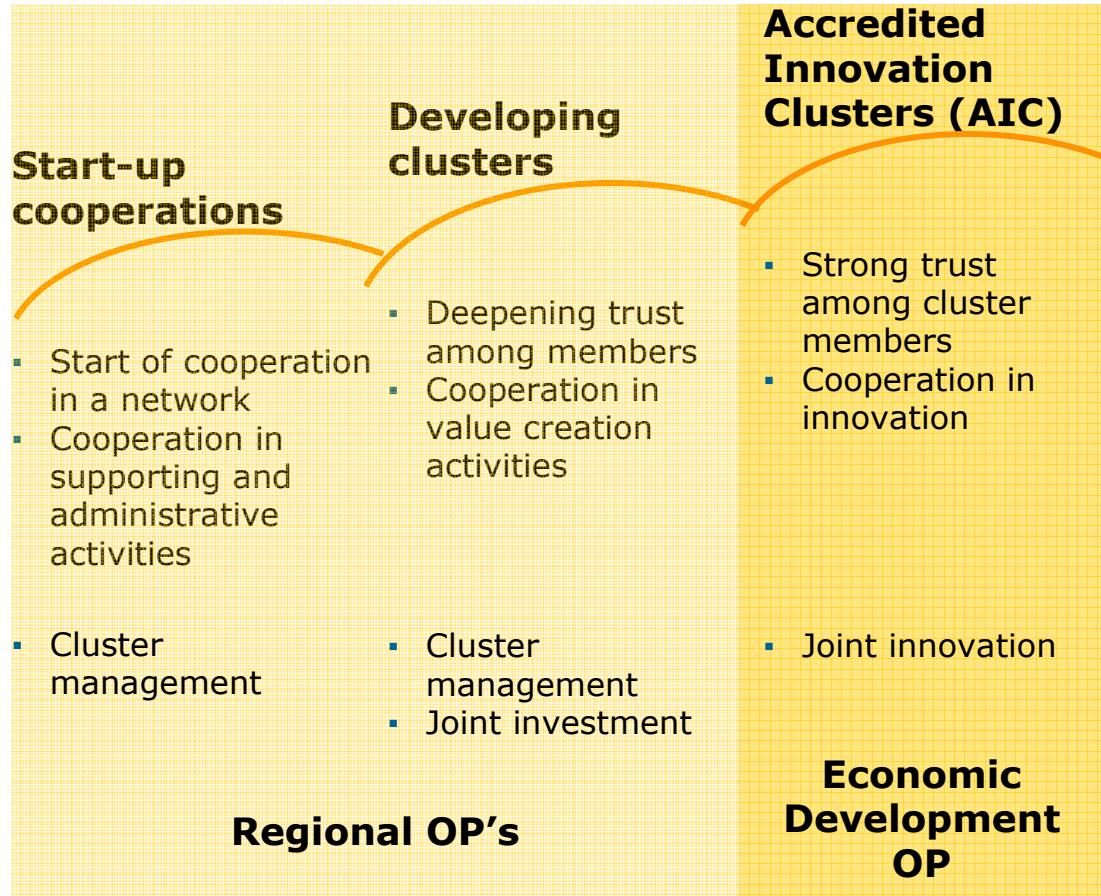 Start-up
cooperations
▪ Start of cooperation
in a network
▪ Cooperation in
supporting and
administrative
activities
▪ Cluster
management
Developing
clusters
▪ Deepening trust
among members
▪ Cooperation in
value creation
activities
▪ Cluster
management
▪ Joint investment
Regional OP’s
Accredited
Innovation
Clusters (AIC)
▪ Strong trust
among cluster
members
▪ Cooperation in
innovation
▪ Joint innovation
Economic
Development
OP